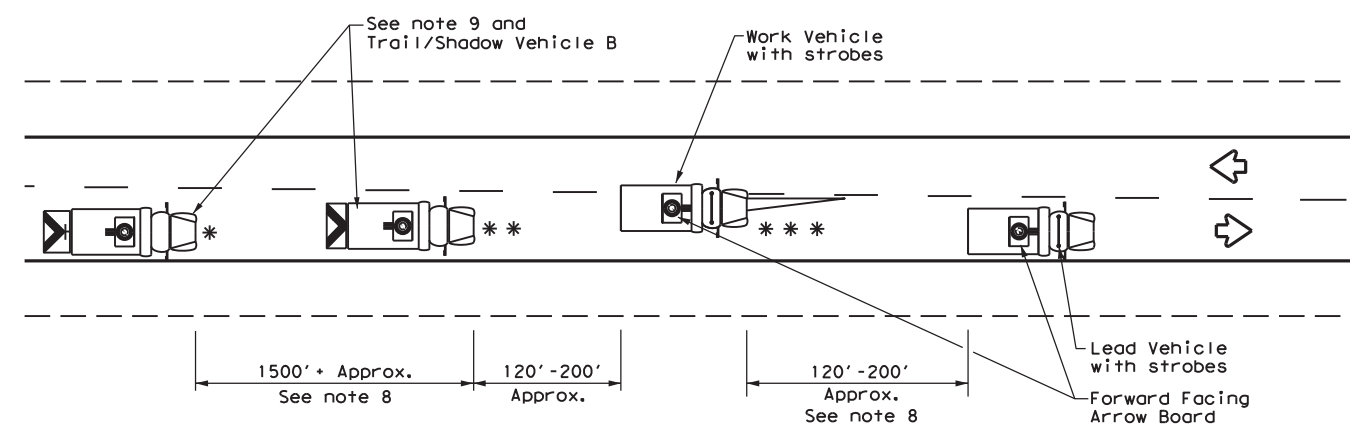 See note 9 and
Trail/Shadow Vehicle B
Work Vehicle
with strobes
*
* *
* * *
1500'+ Approx.
See note 8
120'-200'
Approx.
120'-200'
Approx.
See note 8
Lead Vehicle
with strobes
Forward Facing
Arrow Board